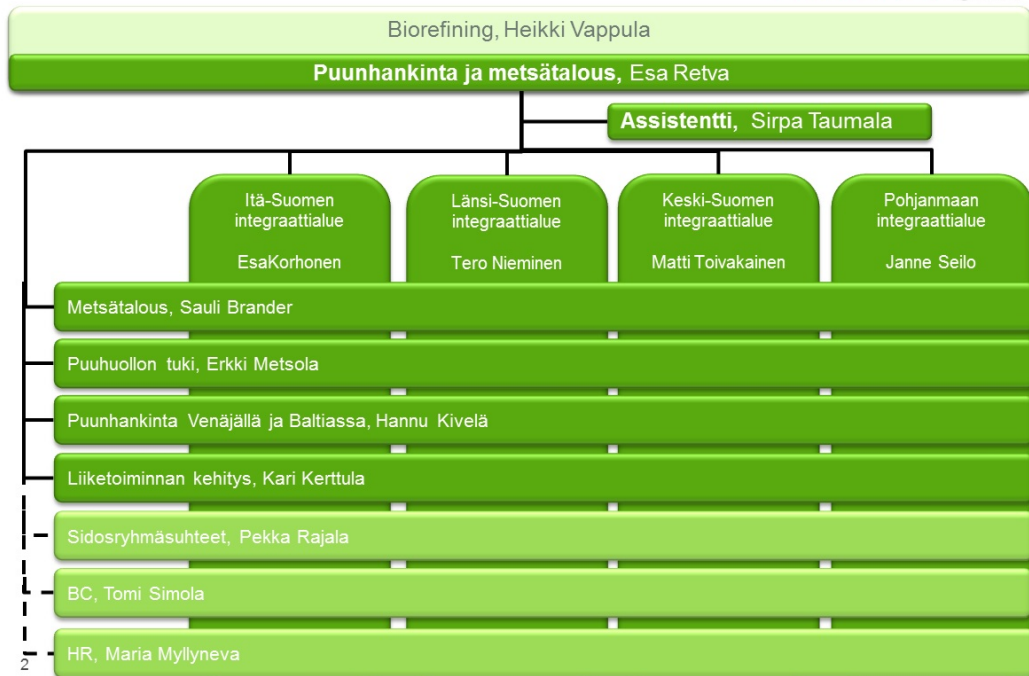 Biorefining, Heikki Vappula
Puunhankinta ja metsätalous, Esa Retva
Assistentti, Sirpa Taumala
Itä-Suomen
integraattialue
EsaKorhonen
Länsi-Suomen
integraattialue
Tero Nieminen
Keski-Suomen
integraattialue
Matti Toivakainen
Pohjanmaan
integraattialue
Janne Seilo
Metsätalous, Sauli Brander
Puuhuollon tuki, Erkki Metsola
Puunhankinta Venäjällä ja Baltiassa, Hannu Kivelä
Liiketoiminnan kehitys, Kari Kerttula
Sidosryhmäsuhteet, Pekka Rajala
BC, Tomi Simola
HR, Maria Myllyneva
2